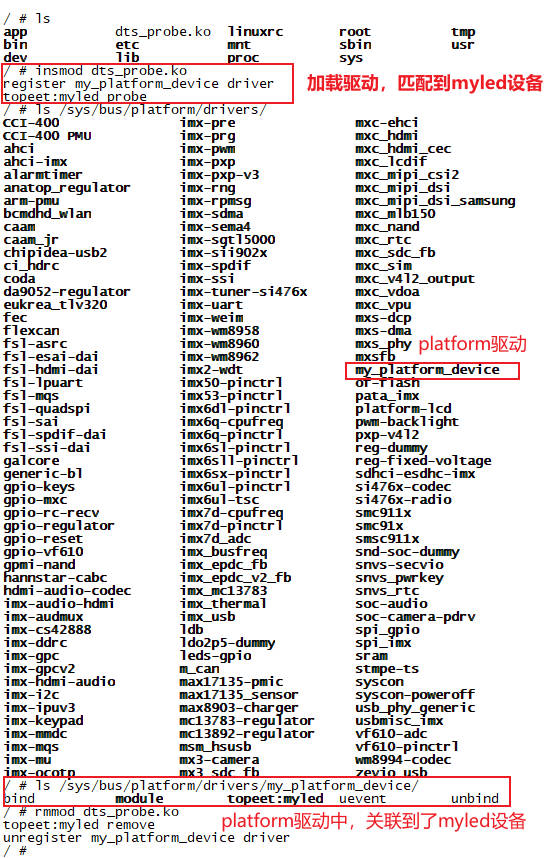 / # ls
app dts_probe.ko linuxrc root tmp
bin etc mnt sbin usr
dev lib proc sys
/ # insmod dts_probe.ko
register my_platform_device driver
topeet:myled probe
加载驱动，匹配到myled设备
/ # ls /sys/bus/platform/drivers/
CCI-400 imx-pre mxc-ehci
CCI-400 PMU imx-prg mxc_hdmi
ahci imx-pwm mxc_hdmi_cec
ahci-imx imx-pxp mxc_lcdif
alarmtimer imx-pxp-v3 mxc_mipi_csi2
anatop_regulator imx-rng mxc_mipi_dsi
arm-pmu imx-rpmsg mxc_mipi_dsi_samsung
bcmdhd_wlan imx-sdma mxc_mlb150
caam imx-sema4 mxc_nand
caam_jr imx-sgtl5000 mxc_rtc
chipidea-usb2 imx-sii902x mxc_sdc_fb
ci_hdrc imx-spdif mxc_sim
coda imx-ssi mxc_v4l2_output
da9052-regulator imx-tuner-si476x mxc_vdoa
eukrea_tlv320 imx-uart mxc_vpu
fec imx-weim mxs-dcp
flexcan imx-wm8958 mxs-dma
fsl-asrc imx-wm8960 mxs_phy
fsl-esai-dai imx-wm8962 mxsfb
platform驱动
fsl-hdmi-dai imx2-wdt my_platform_device
fsl-lpuart imx50-pinctrl of-flash
fsl-mqs imx53-pinctrl pata_imx
fsl-quadspi imx6dl-pinctrl platform-lcd
fsl-sai imx6q-cpufreq pwm-backlight
fsl-spdif-dai imx6q-pinctrl pxp-v4l2
fsl-ssi-dai imx6sl-pinctrl reg-dummy
galcore imx6sll-pinctrl reg-fixed-voltage
generic-bl imx6sx-pinctrl sdhci-esdhc-imx
gpio-keys imx6ul-pinctrl si476x-codec
gpio-mxc imx6ul-tsc si476x-radio
gpio-rc-recv imx7d-cpufreq smc911x
gpio-regulator imx7d-pinctrl smc91x
gpio-reset imx7d_adc smsc911x
gpio-vf610 imx_busfreq snd-soc-dummy
gpmi-nand imx_epdc_fb snvs-secvio
hannstar-cabc imx_epdc_v2_fb snvs_pwrkey
hdmi-audio-codec imx_mc13783 snvs_rtc
imx-audio-hdmi imx_thermal soc-audio
imx-audmux imx_usb soc-camera-pdrv
imx-cs42888 ldb spi_gpio
imx-ddrc ldo2p5-dummy spi_imx
imx-gpc leds-gpio sram
imx-gpcv2 m_can stmpe-ts
imx-hdmi-audio max17135-pmic syscon
imx-i2c max17135_sensor syscon-poweroff
imx-ipuv3 max8903-charger usb_phy_generic
imx-keypad mc13783-regulator usbmisc_imx
imx-mmdc mc13892-regulator vf610-adc
imx-mqs msm_hsusb vf610-pinctrl
imx-mu mx3-camera wm8994-codec
imx-ocotp mx3_sdc_fb zevio_usb
/ # ls /sys/bus/platform/drivers/my_platform_device/
bind module topeet:myled uevent unbind
/ # rmmod dts_probe.ko
topeet:myled remove
platform驱动中，关联到了myled设备
unregister my_platform_device driver
/ #